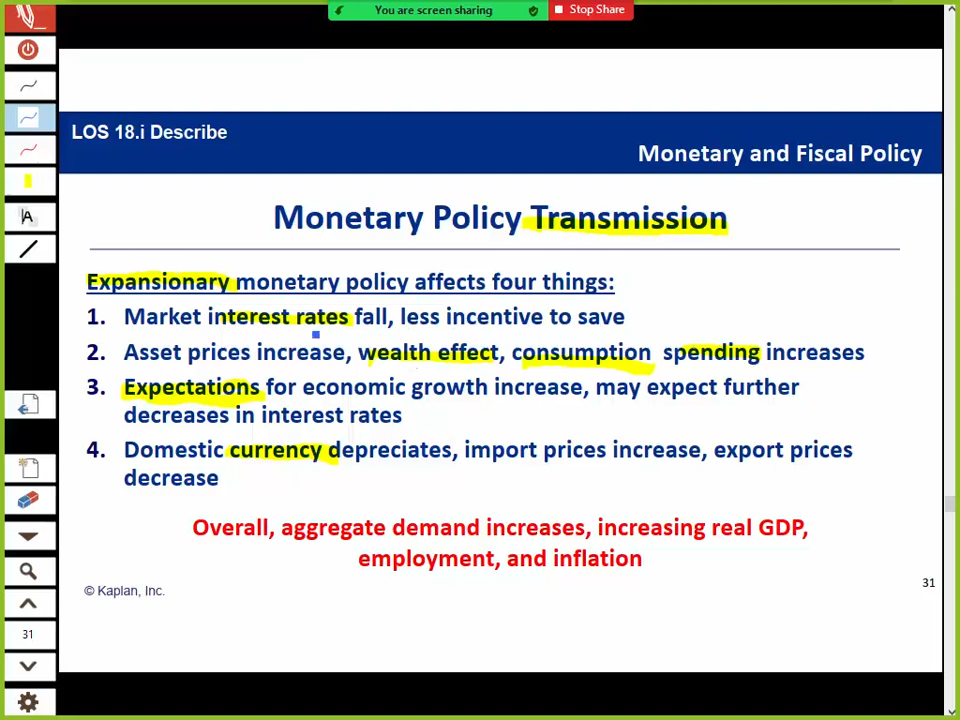 You are screen sharing
Stop Share
LOS 18.i Describe
Monetary and Fiscal Policy
Monetary Policy Transmission
Expansionary monetary policy affects four things:
1. Market interest rates fall, less incentive to save
2. Asset prices increase, wealth effect, consumption spending increases
3. Expectations for economic growth increase, may expect further
decreases in interest rates
4. Domestic currency depreciates, import prices increase, export prices
decrease
Overall, aggregate demand increases, increasing real GDP,
employment, and inflation
© Kaplan, Inc.
31
A
31